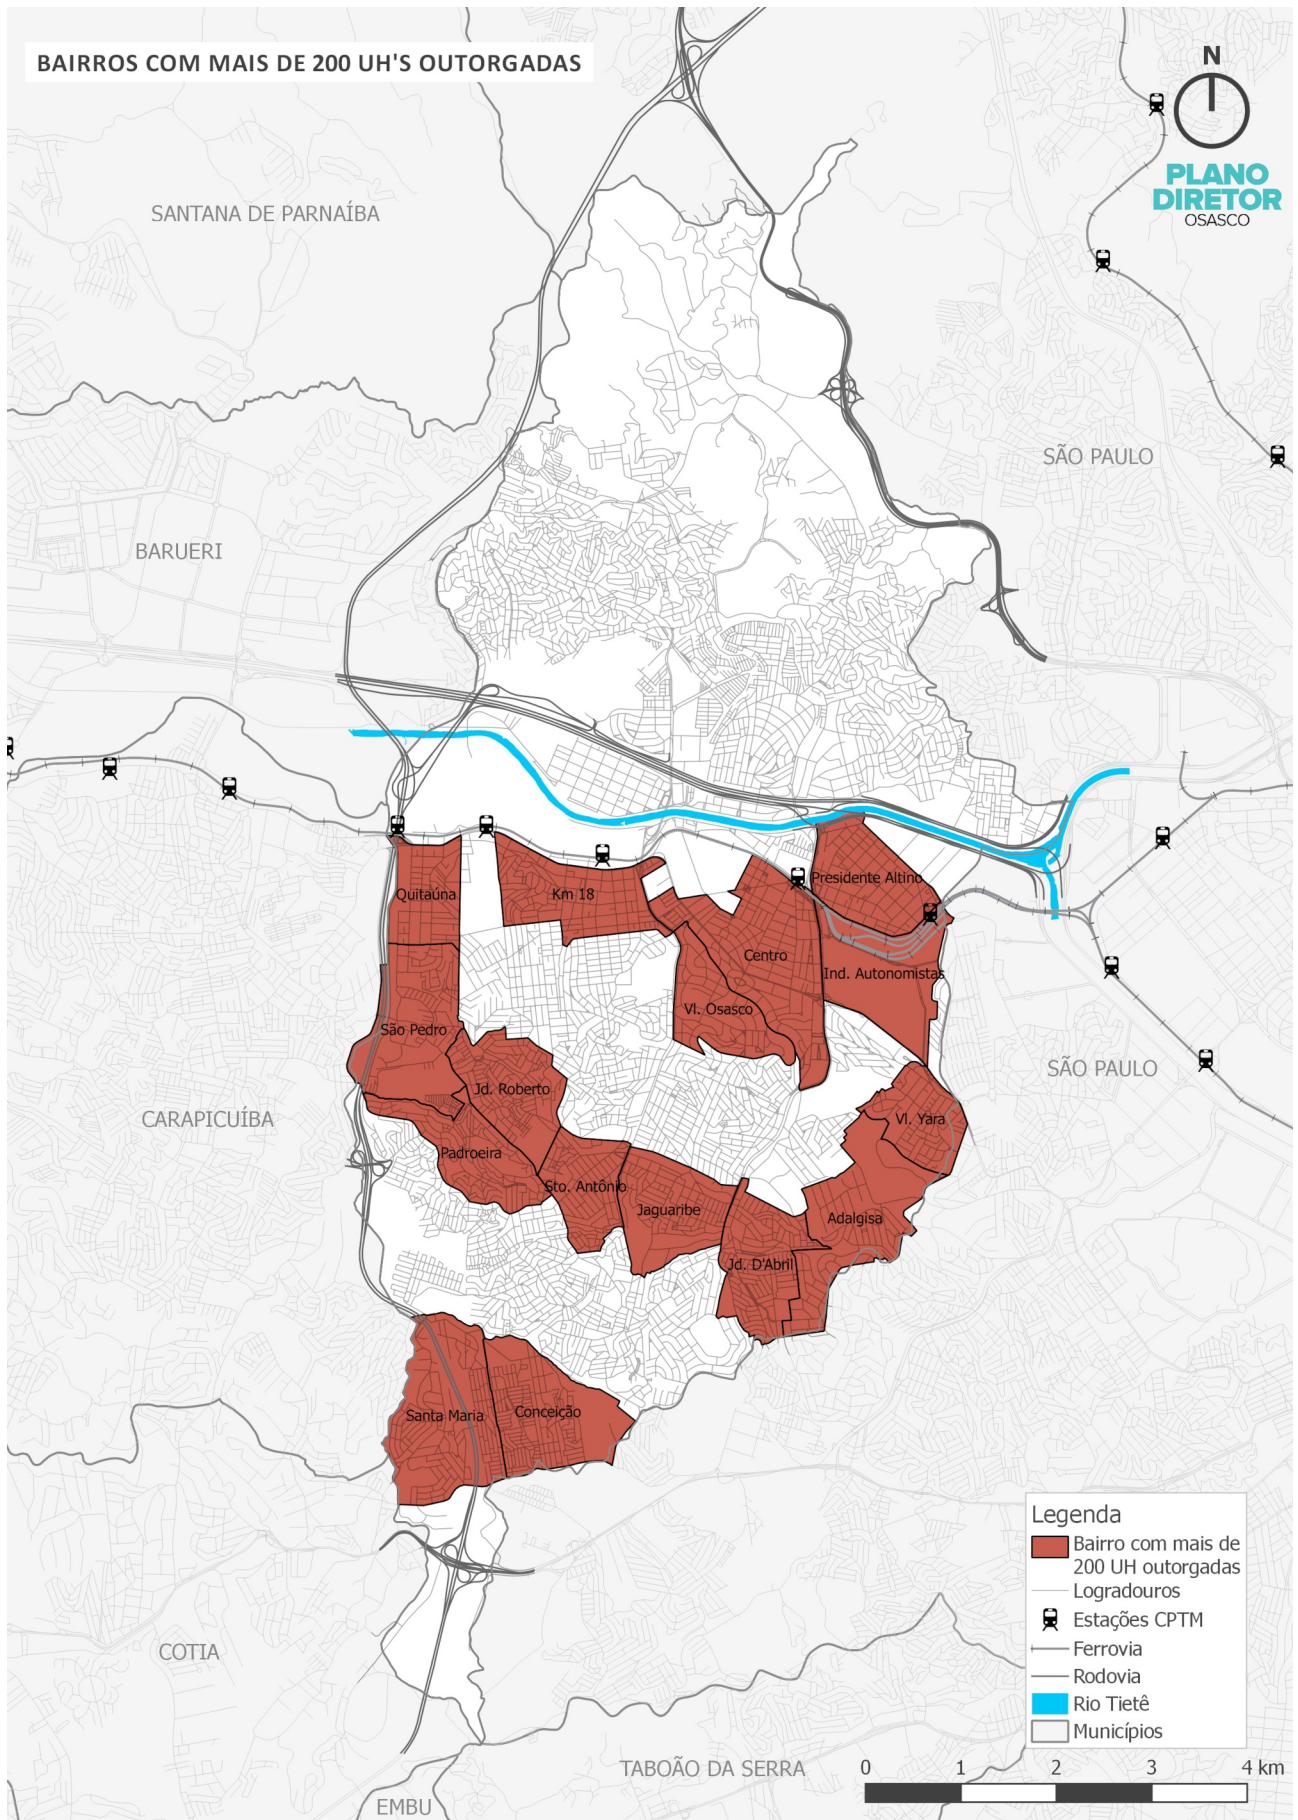 BAIRROS COM MAIS DE 200 UH'S OUTORGADAS
N
PLANO
DIRETOR
OSASCO
SANTANA DE PARNAÍBA
SÃO PAULO
BARUERI
Presidente Altino
Quitaúna
Km 18
Centro
Ind. Autonomistas
Vl. Osasco
São Pedro
SÃO PAULO
Jd. Roberto
CARAPICUÍBA
Vl. Yara
Padroeira
Sto. Antônio
Jaguaribe
Adalgisa
Jd. D'Abril
Santa Maria
Conceição
Legenda
Bairro com mais de
200 UH outorgadas
Logradouros
Estações CPTM
Ferrovia
Rodovia
Rio Tietê
Municípios
COTIA
TABOÃO DA SERRA
EMBU
0 1 2 3 4 km